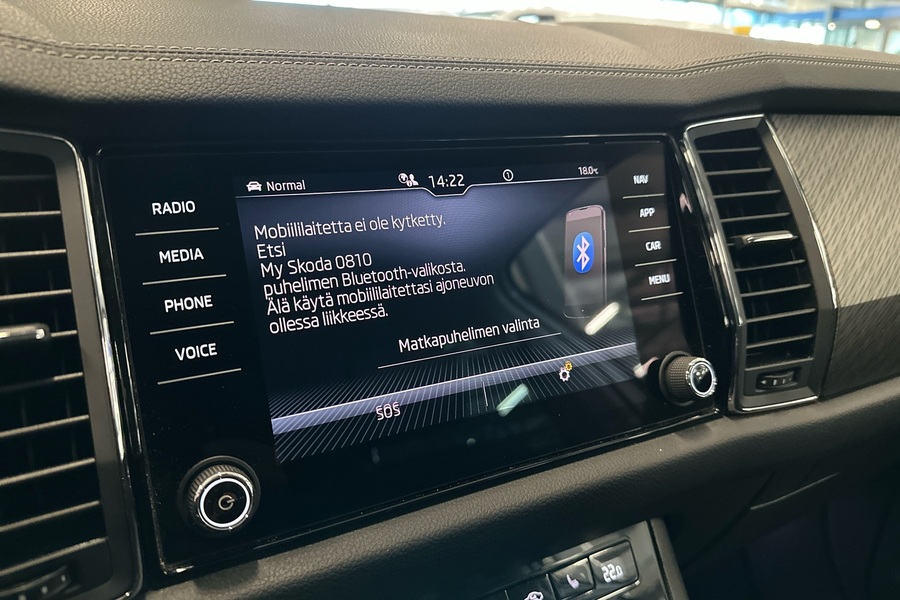 Normal
14:22
1
18.0°C
RADIO
MEDIA
PHONE
VOICE
Mobiililaitetta ei ole kytketty.
Etsi
My Skoda 0810
puhelimen Bluetooth-valikosta.
Älä käytä mobiililaitettasi ajoneuvon
ollessa liikkeessä.
Matkapuhelimen valinta
SOS
NAV
APP
CAR
MENU
22.0